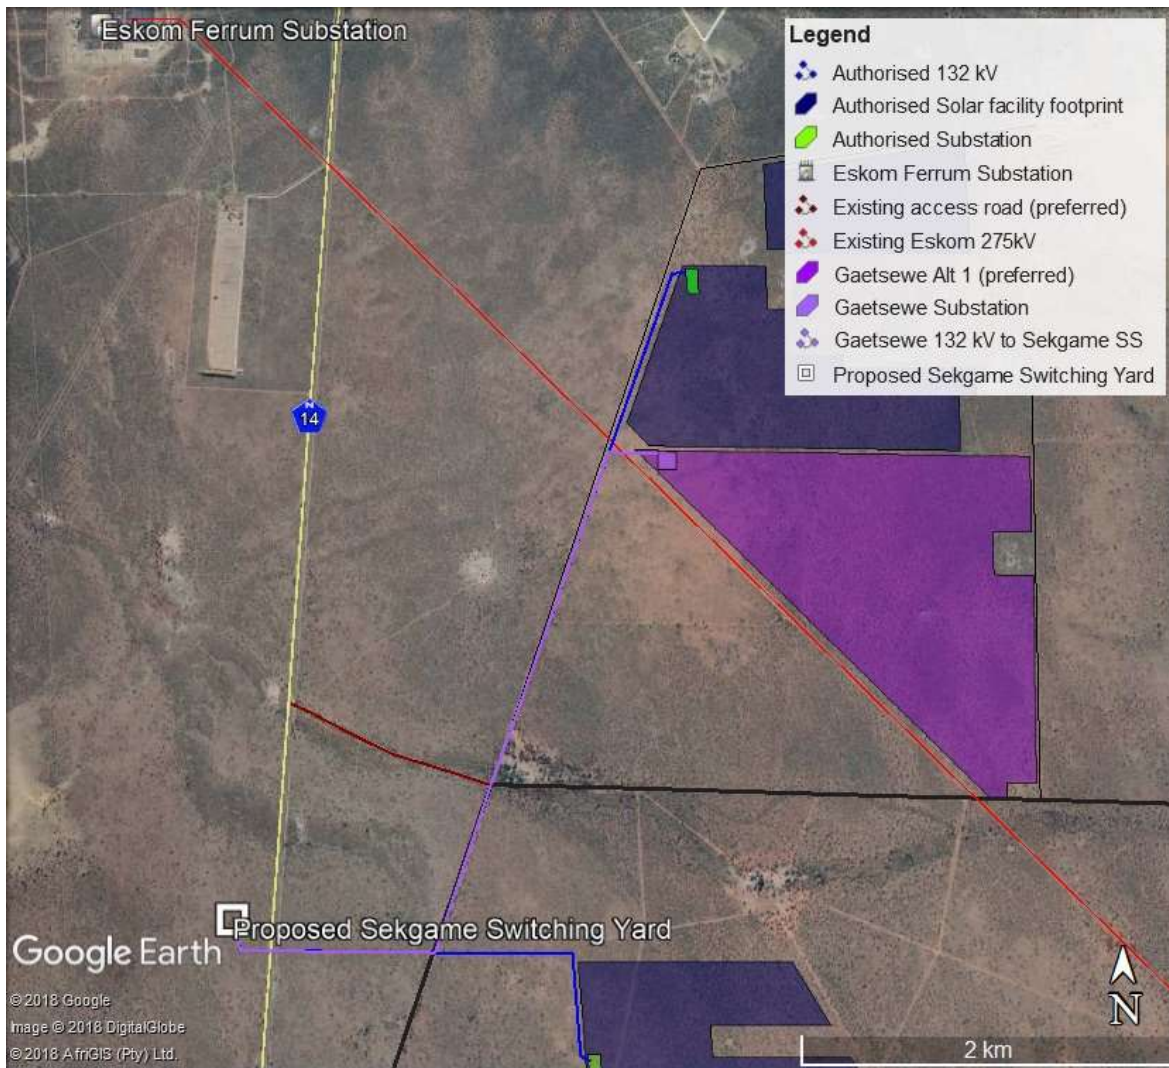 Eskom Ferrum Substation
Legend
Authorised 132 kV
Authorised Solar facility footprint
Authorised Substation
Eskom Ferrum Substation
Existing access road (preferred)
Existing Eskom 275kV
Gaetsewe Alt 1 (preferred)
Gaetsewe Substation
Gaetsewe 132 kV to Sekgame SS
Proposed Sekgame Switching Yard
N
14
Proposed Sekgame Switching Yard
Google Earth
© 2018 Google
Image © 2018 DigitalGlobe
© 2018 AfriGIS (Pty) Ltd.
N
2 km